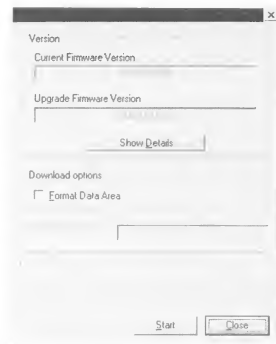 Version
Current Firmware Version
Upgrade Firmware Version
Show Details
Download options
Format Data Area
Start
Close